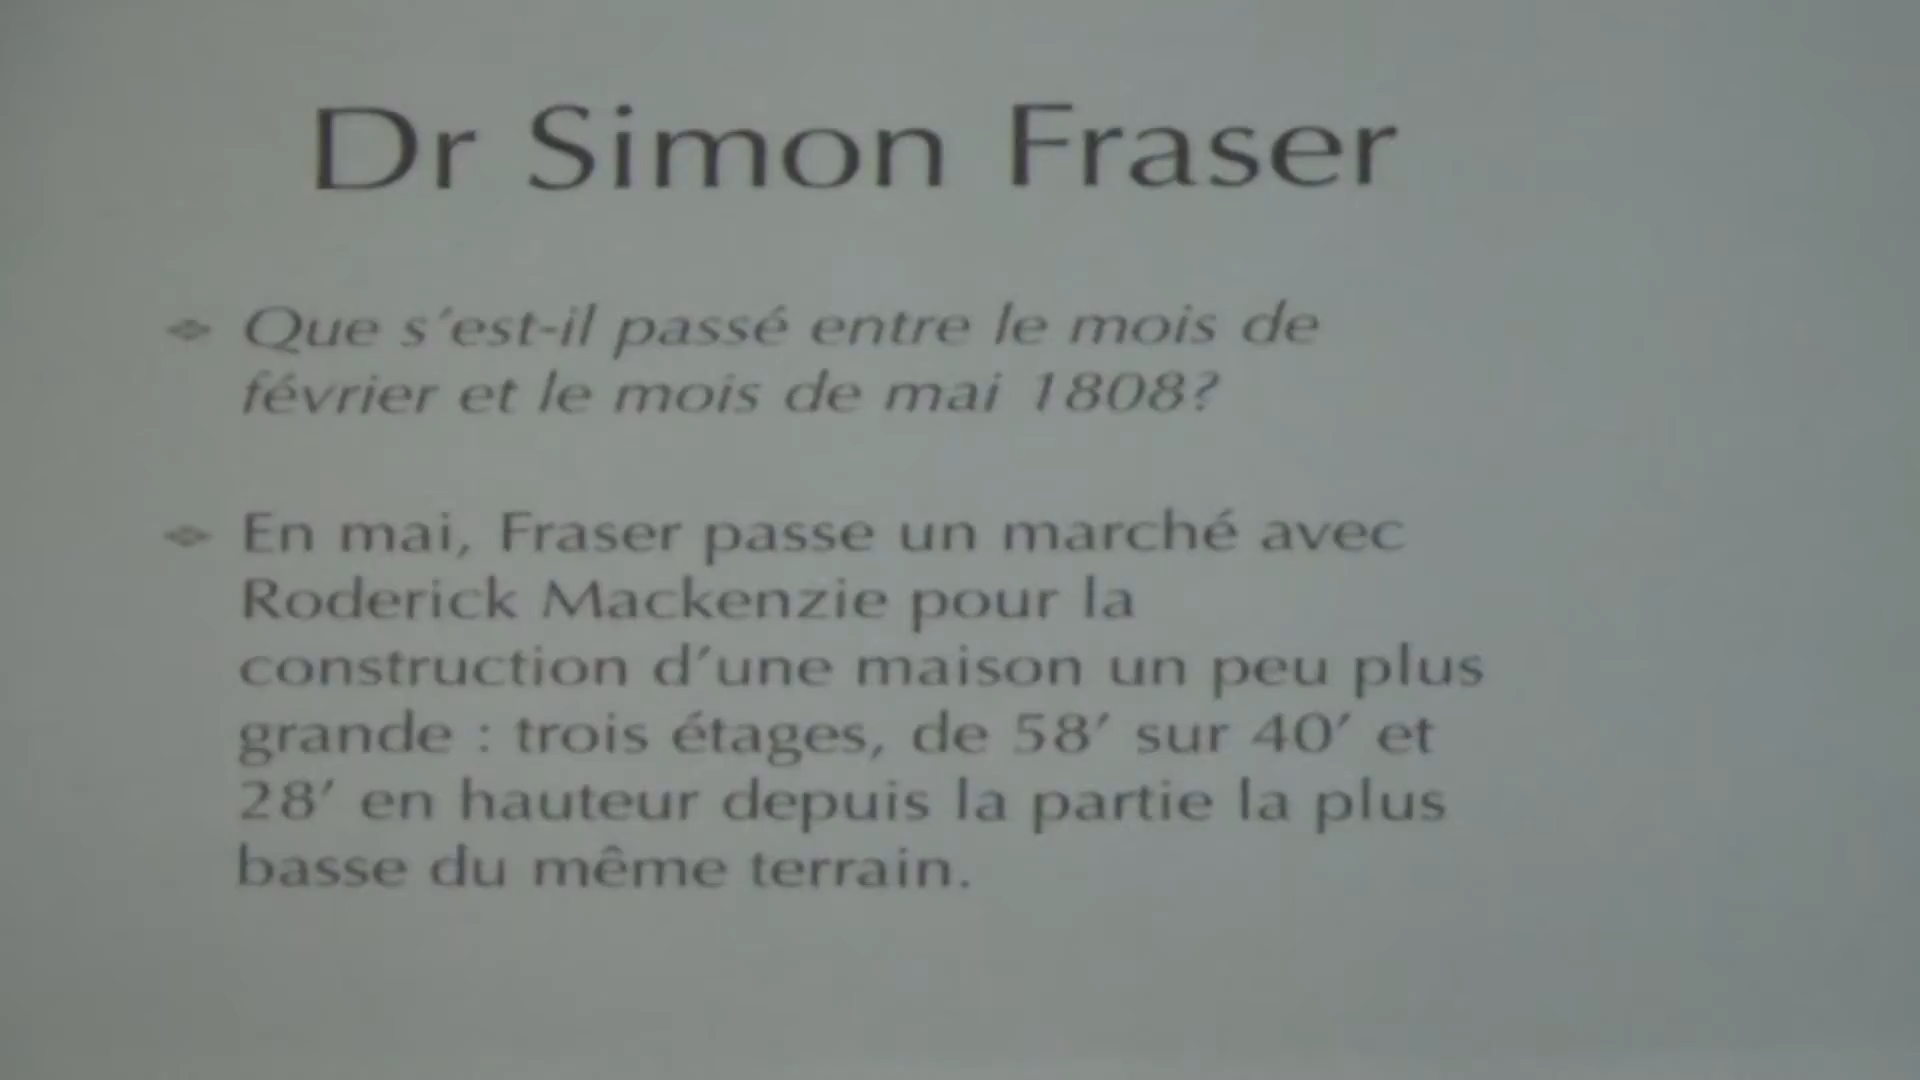 Dr Simon Fraser
Que s'est-il passé entre le mois de
février et le mois de mai 1808?
En mai, Fraser passe un marché avec
Roderick Mackenzie pour la
construction d'une maison un peu plus
grande : trois étages, de 58' sur 40' et
28' en hauteur depuis la partie la plus
basse du même terrain.